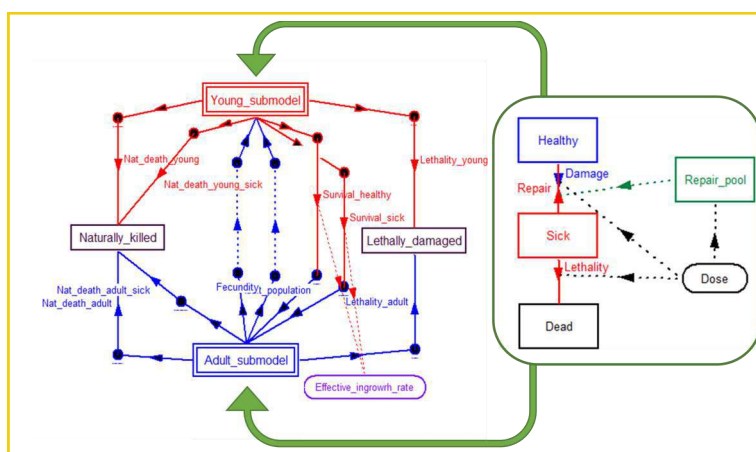 Young_submodel
Nat_death_young
Lethality_young
Nat_death_young_sick
Survival_healthy
Survival_sick
Naturally_killed
Lethally_damaged
Nat_death_adult_sick
Nat_death_adult
Fecundity
t_population
Lethality_adult
Adult_submodel
Effective_ingrowrh_rate
Healthy
Damage
Repair
Repair_pool
Sick
Lethality
Dose
Dead